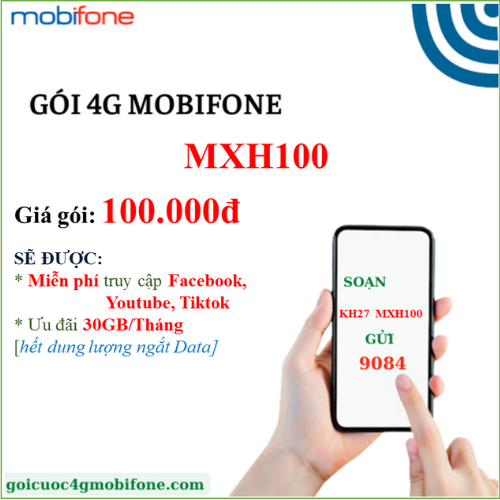 mobifone
GÓI 4G MOBIFONE
MXH100
Giá gói: 100.000đ
SẼ ĐƯỢC:
* Miễn phí truy cập Facebook,
Youtube, Tiktok
* Ưu đãi 30GB/Tháng
[hết dung lượng ngắt Data]
SOẠN
KH27 MXH100
GỬI
9084
goicuoc4gmobifone.com